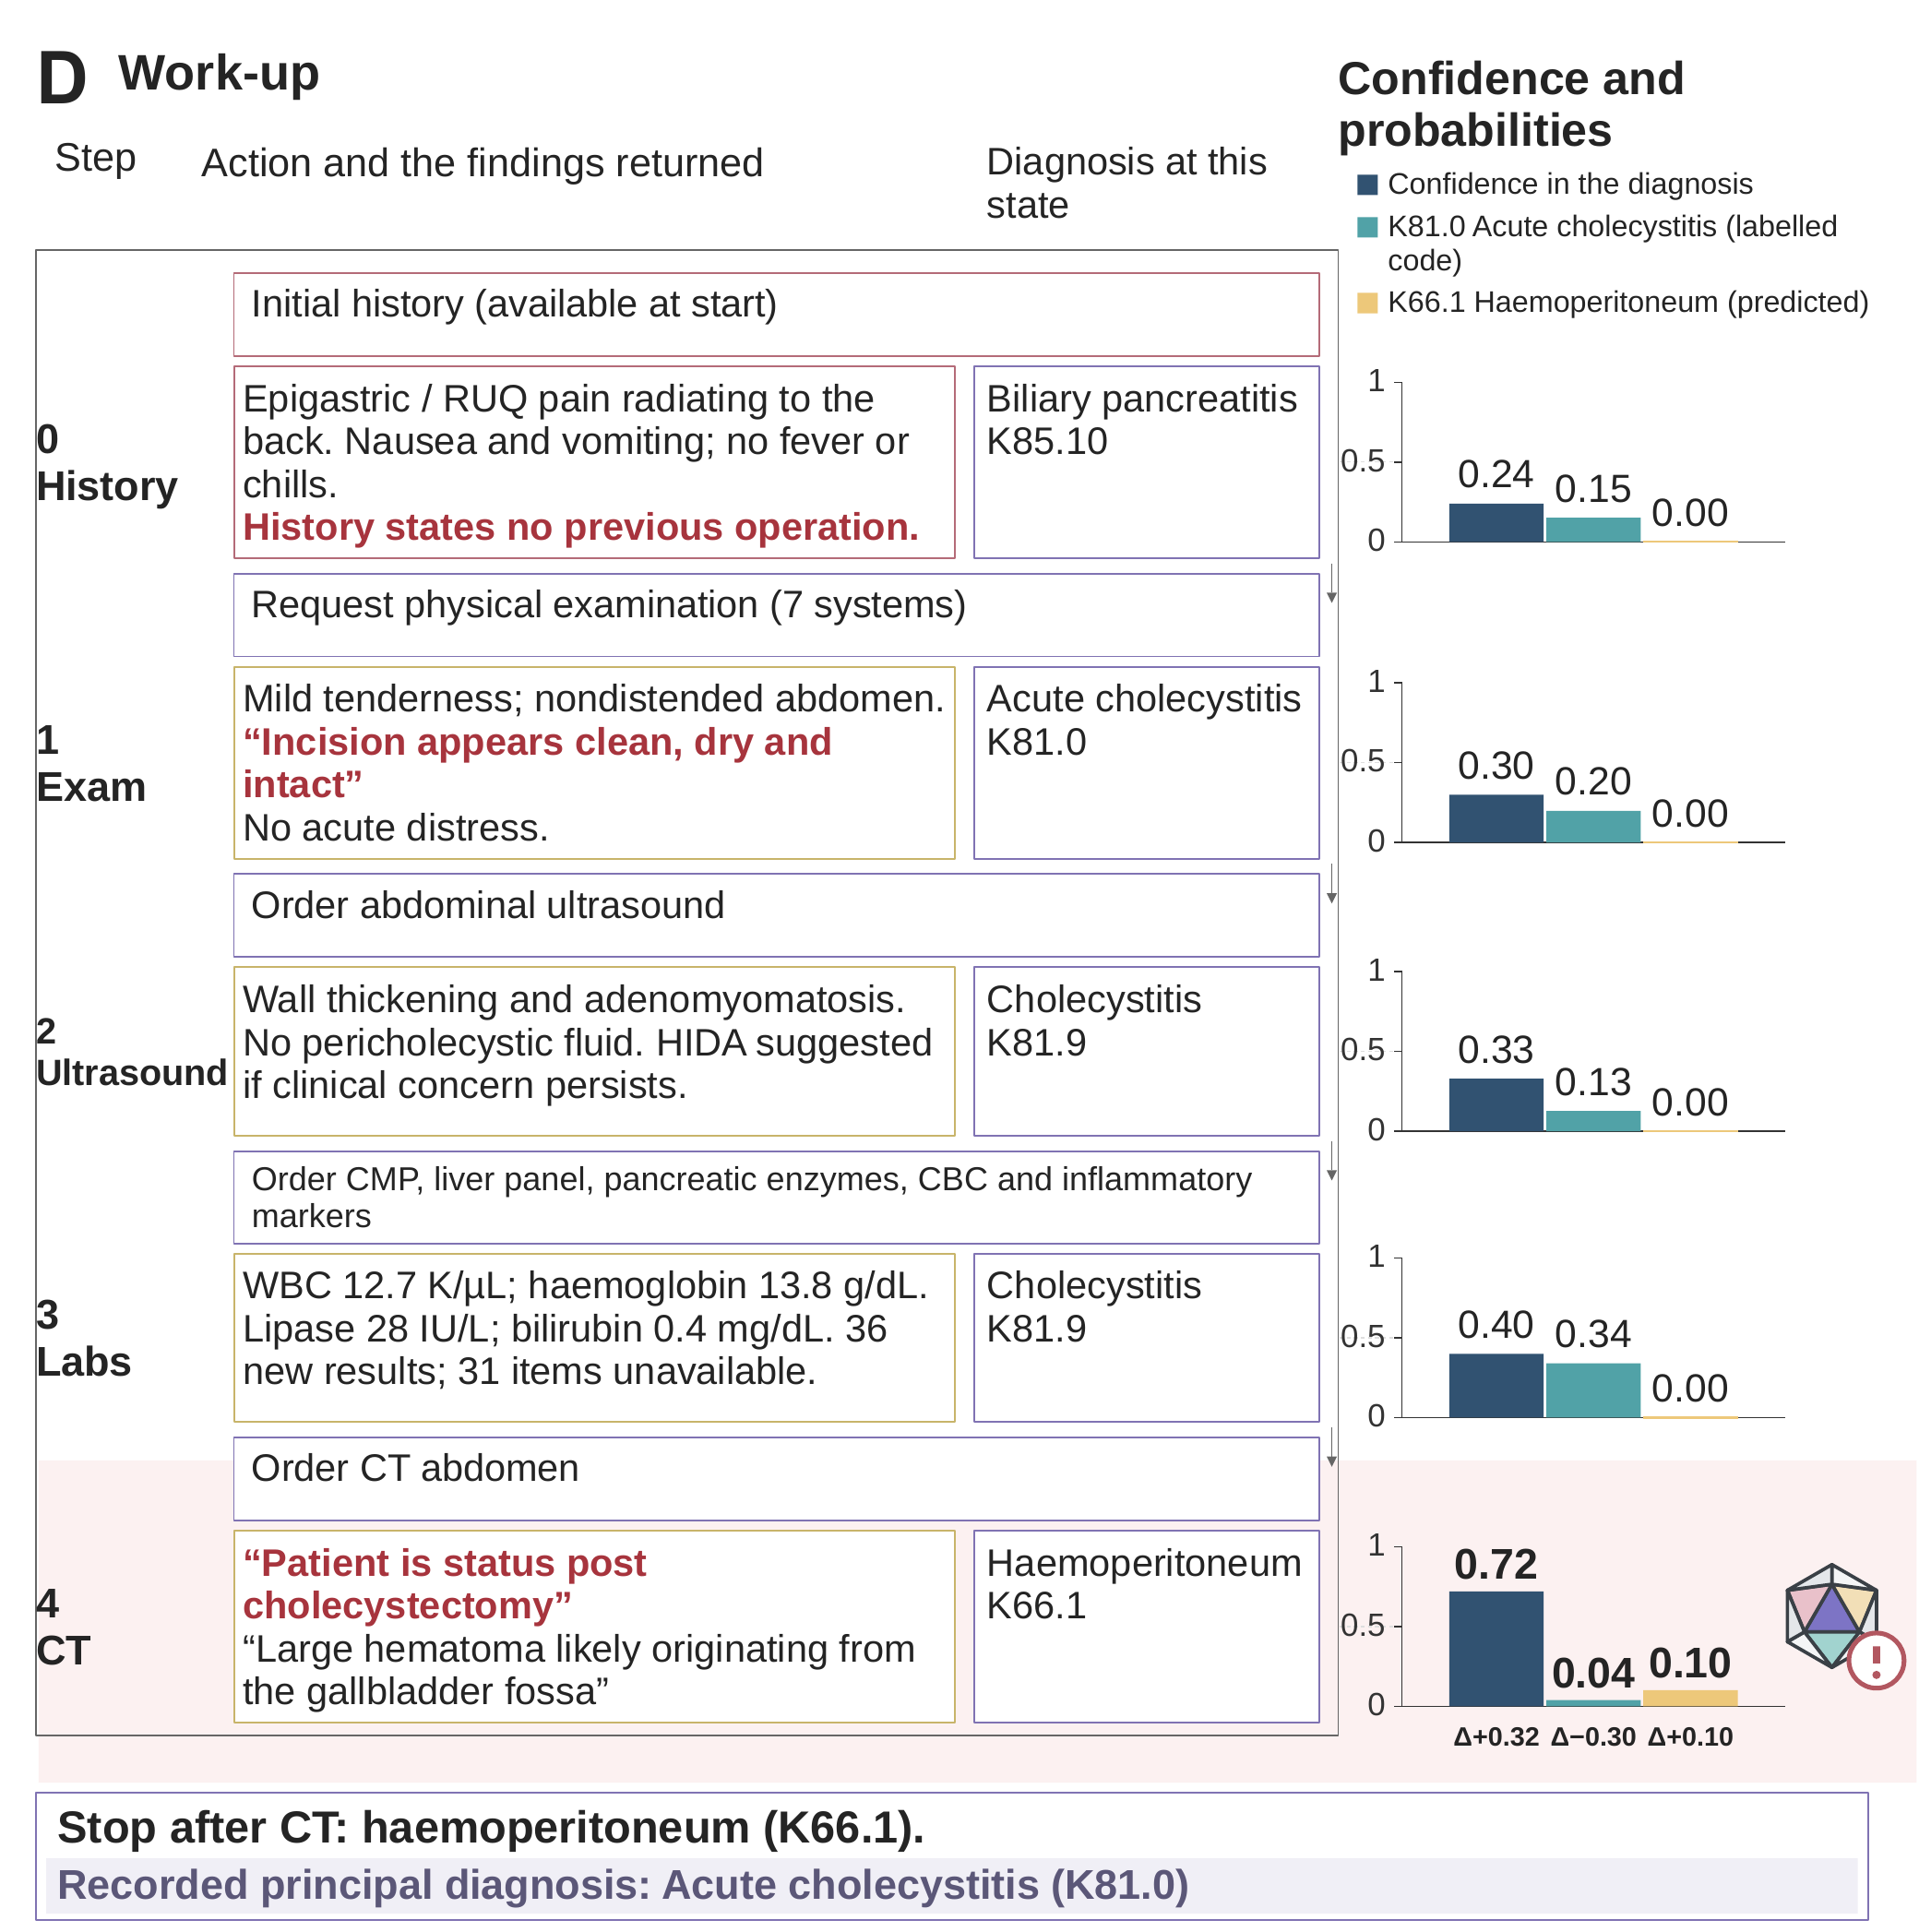 D Work-up
Confidence and
probabilities
Step
Action and the findings returned
Diagnosis at this
state
Confidence in the diagnosis
K81.0 Acute cholecystitis (labelled
code)
K66.1 Haemoperitoneum (predicted)
Initial history (available at start)
0
History
Epigastric / RUQ pain radiating to the
back. Nausea and vomiting; no fever or
chills.
History states no previous operation.
Biliary pancreatitis
K85.10
1
0.5
0
0.24
0.15
0.00
Request physical examination (7 systems)
1
Exam
Mild tenderness; nondistended abdomen.
“Incision appears clean, dry and
intact”
No acute distress.
Acute cholecystitis
K81.0
1
0.5
0
0.30
0.20
0.00
Order abdominal ultrasound
2
Ultrasound
Wall thickening and adenomyomatosis.
No pericholecystic fluid. HIDA suggested
if clinical concern persists.
Cholecystitis
K81.9
1
0.5
0
0.33
0.13
0.00
Order CMP, liver panel, pancreatic enzymes, CBC and inflammatory
markers
3
Labs
WBC 12.7 K/µL; haemoglobin 13.8 g/dL.
Lipase 28 IU/L; bilirubin 0.4 mg/dL. 36
new results; 31 items unavailable.
Cholecystitis
K81.9
1
0.5
0
0.40
0.34
0.00
Order CT abdomen
4
CT
“Patient is status post
cholecystectomy”
“Large hematoma likely originating from
the gallbladder fossa”
Haemoperitoneum
K66.1
1
0.5
0
0.72
0.04
0.10
Δ+0.32 Δ−0.30 Δ+0.10
Stop after CT: haemoperitoneum (K66.1).
Recorded principal diagnosis: Acute cholecystitis (K81.0)